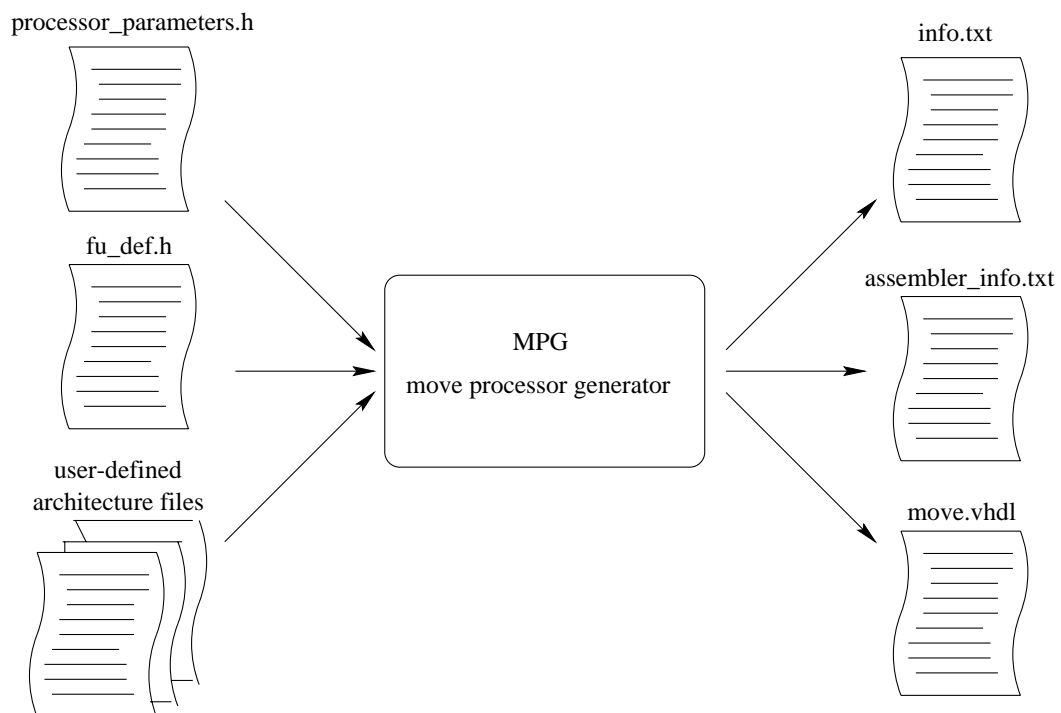 processor_parameters.h
fu_def.h
user-defined
architecture files
MPG
move processor generator
info.txt
assembler_info.txt
move.vhdl